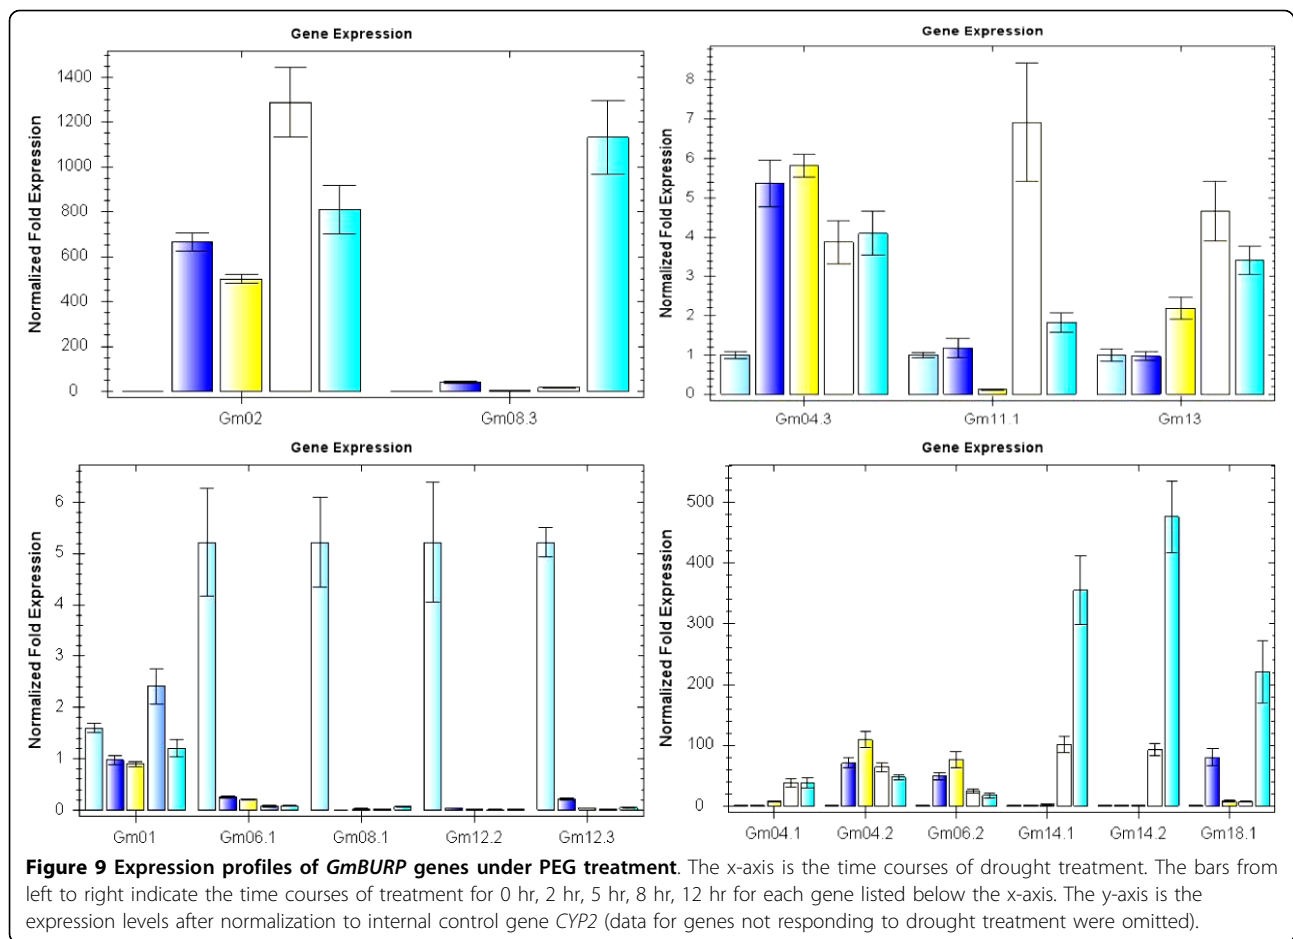 Gene Expression
Normalized Fold Expression
1400
1200
1000
800
600
400
200
0
Gm02 Gm08.3
Gene Expression
Normalized Fold Expression
8
7
6
5
4
3
2
1
0
Gm04.3 Gm11.1 Gm13
Gene Expression
Normalized Fold Expression
6
5
4
3
2
1
0
Gm01 Gm06.1 Gm08.1 Gm12.2 Gm12.3
Gene Expression
Normalized Fold Expression
500
400
300
200
100
0
Gm04.1 Gm04.2 Gm06.2 Gm14.1 Gm14.2 Gm18.1
Figure 9 Expression profiles of GmBURP genes under PEG treatment. The x-axis is the time courses of drought treatment. The bars from
left to right indicate the time courses of treatment for 0 hr, 2 hr, 5 hr, 8 hr, 12 hr for each gene listed below the x-axis. The y-axis is the
expression levels after normalization to internal control gene CYP2 (data for genes not responding to drought treatment were omitted).